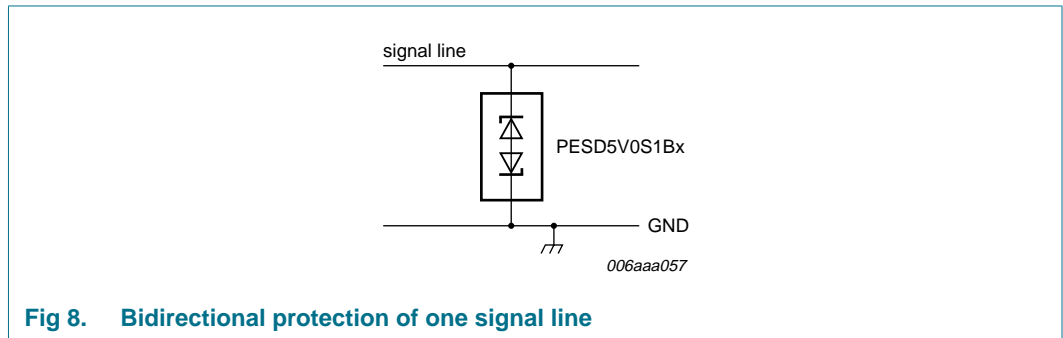 signal line
PESD5V0S1Bx
GND
006aaa057
Fig 8. Bidirectional protection of one signal line